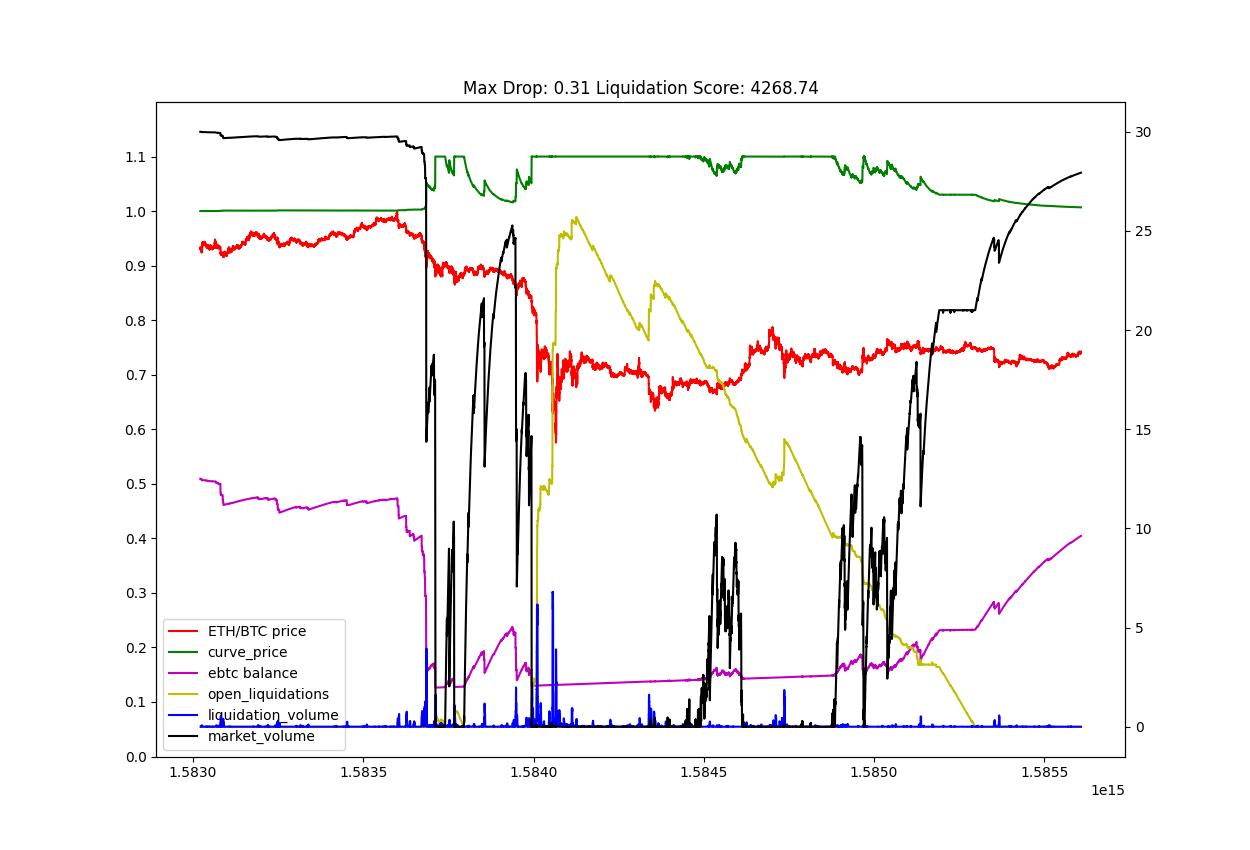 Max Drop: 0.31 Liquidation Score: 4268.74
1.1
1.0
0.9
0.8
0.7
0.6
0.5
0.4
0.3
0.2
0.1
0.0
30
25
20
15
10
5
0
ETH/BTC price
curve_price
ebtc balance
open_liquidations
liquidation_volume
market_volume
1.5830 1.5835 1.5840 1.5845 1.5850 1.5855
1e15